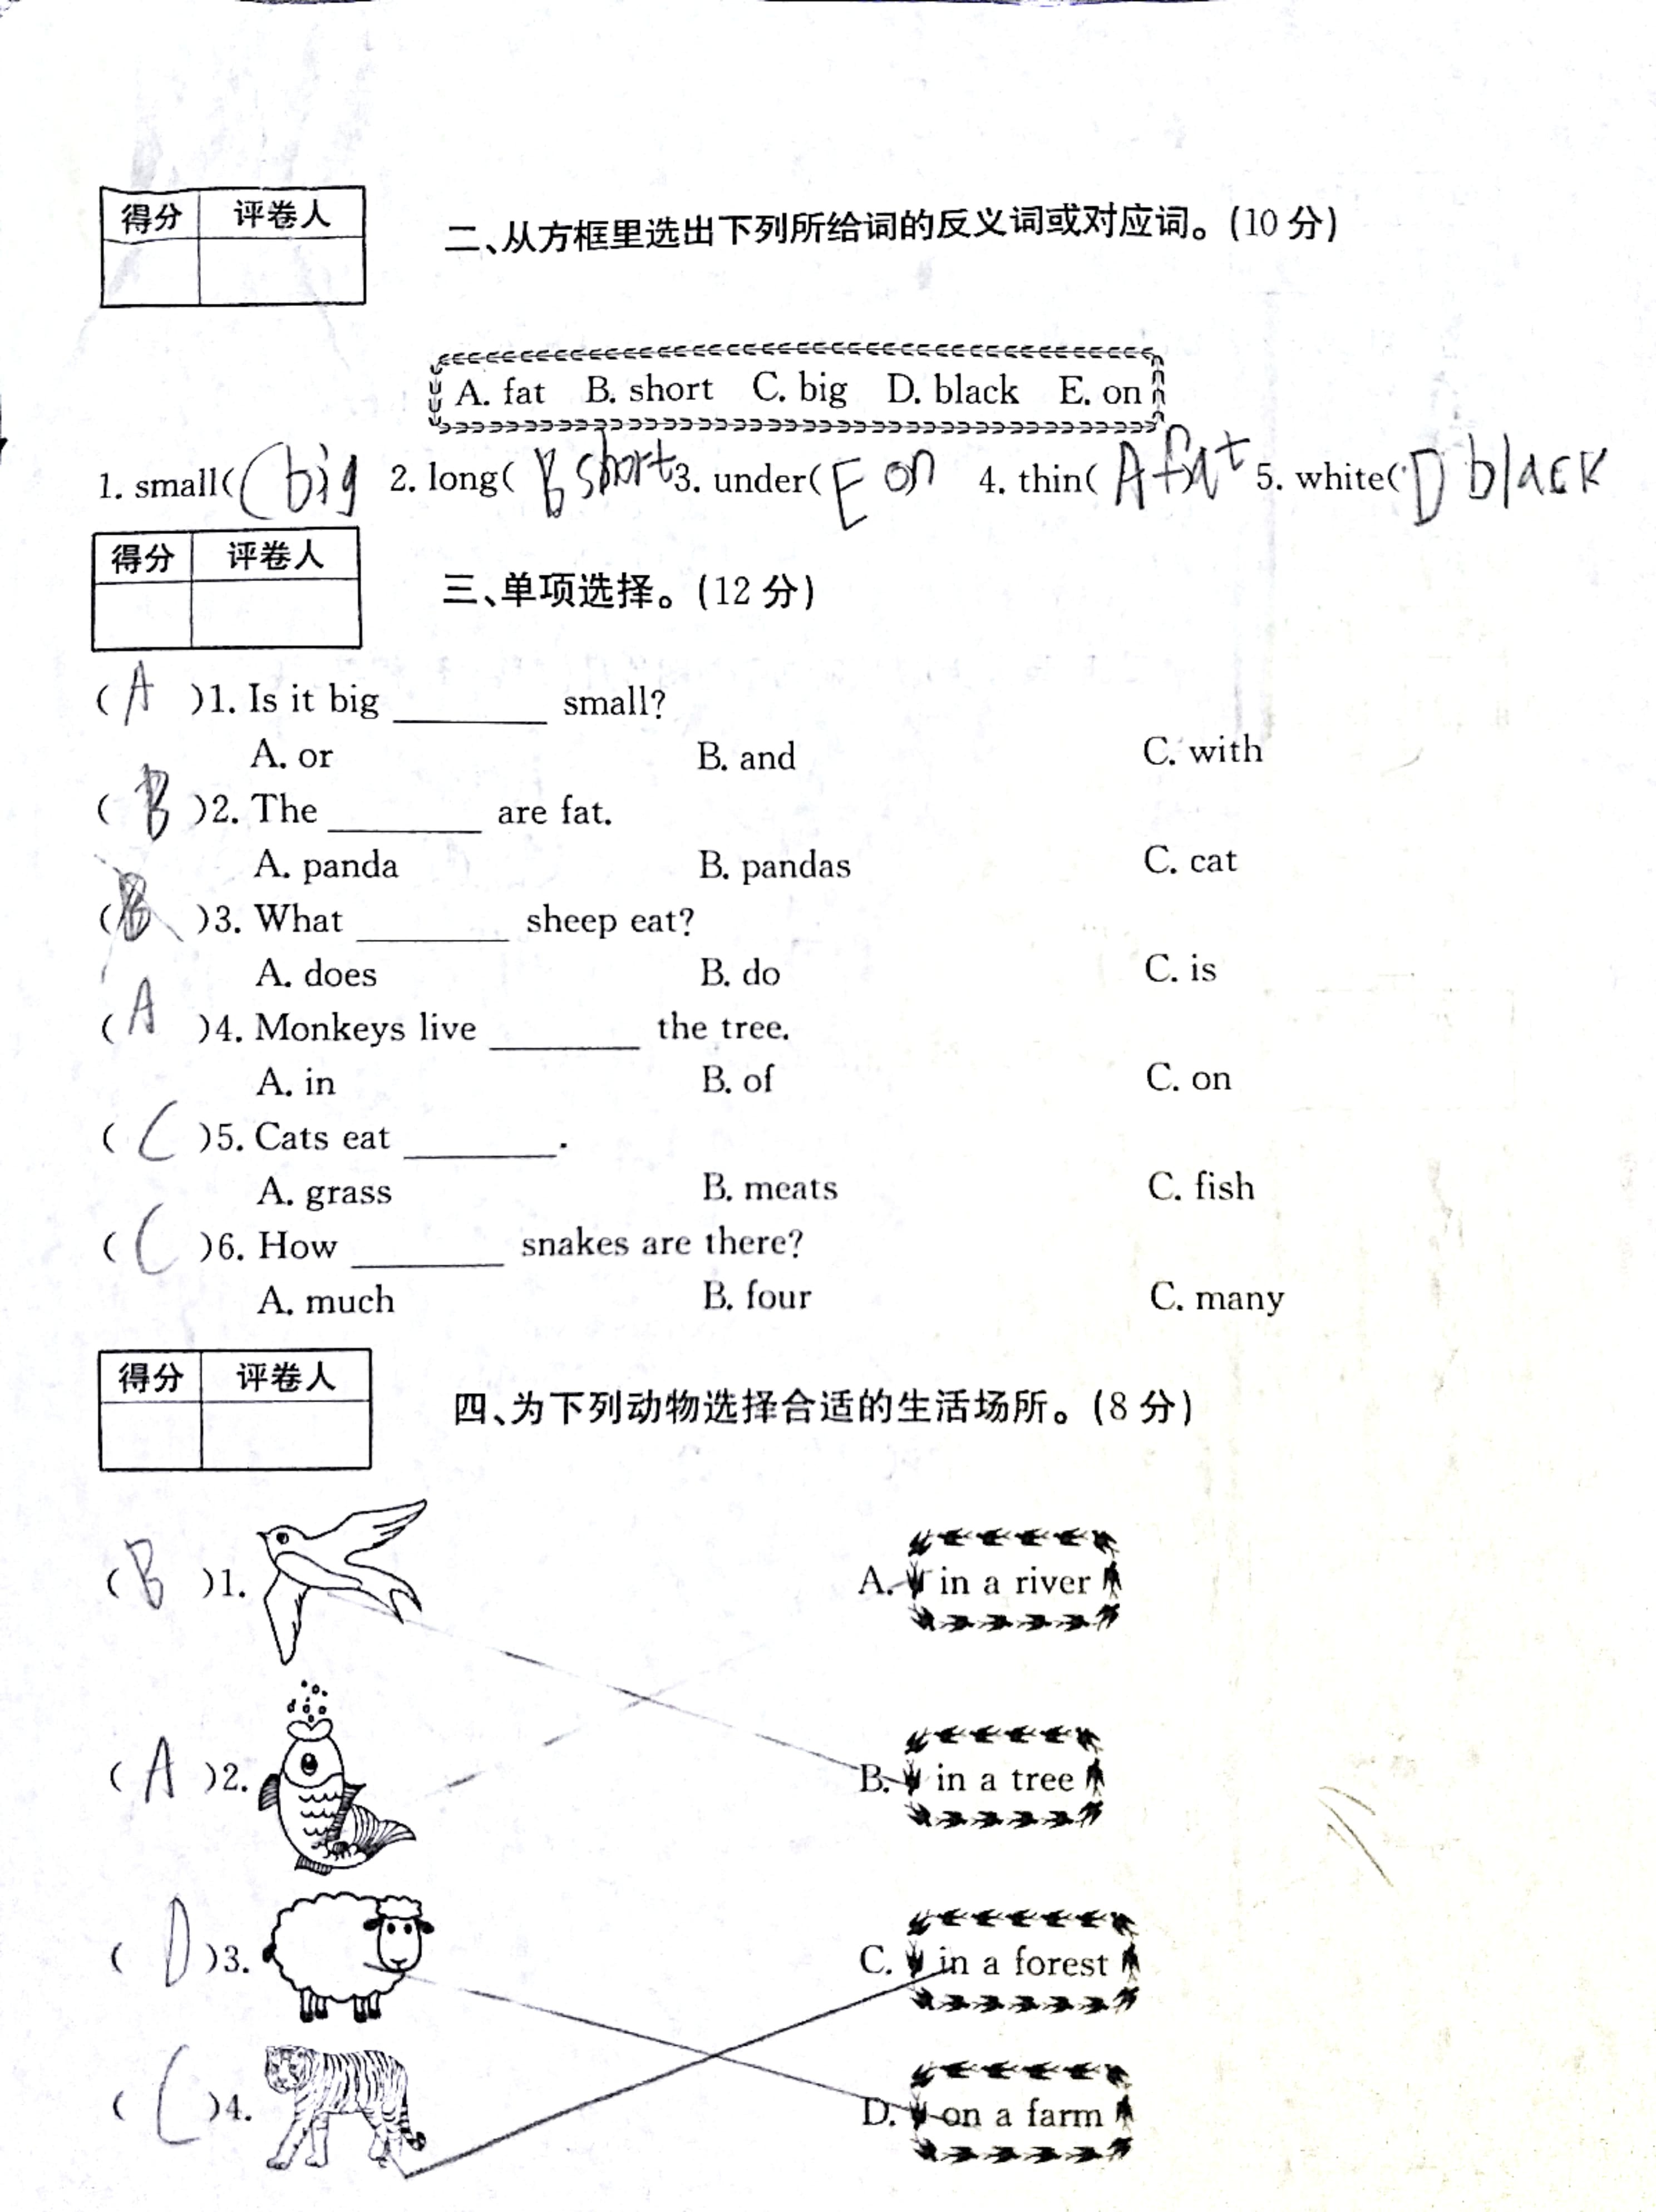 得分 评卷人
二、从方框里选出下列所给词的反义词或对应词。(10 分)
A. fat B. short C. big D. black E. on
1. small( C big 2. long( B short 3. under( E on 4. thin( A fat 5. white( D black
得分 评卷人
三、单项选择。(12 分)
( A )1. Is it big ______ small?
A. or B. and C. with
( B )2. The ______ are fat.
A. panda B. pandas C. cat
( B )3. What ______ sheep eat?
A. does B. do C. is
( A )4. Monkeys live ______ the tree.
A. in B. of C. on
( C )5. Cats eat ______.
A. grass B. meats C. fish
( C )6. How ______ snakes are there?
A. much B. four C. many
得分 评卷人
四、为下列动物选择合适的生活场所。(8 分)
( B )1. A. in a river
( A )2. B. in a tree
( D )3. C. in a forest
( C )4. D. on a farm